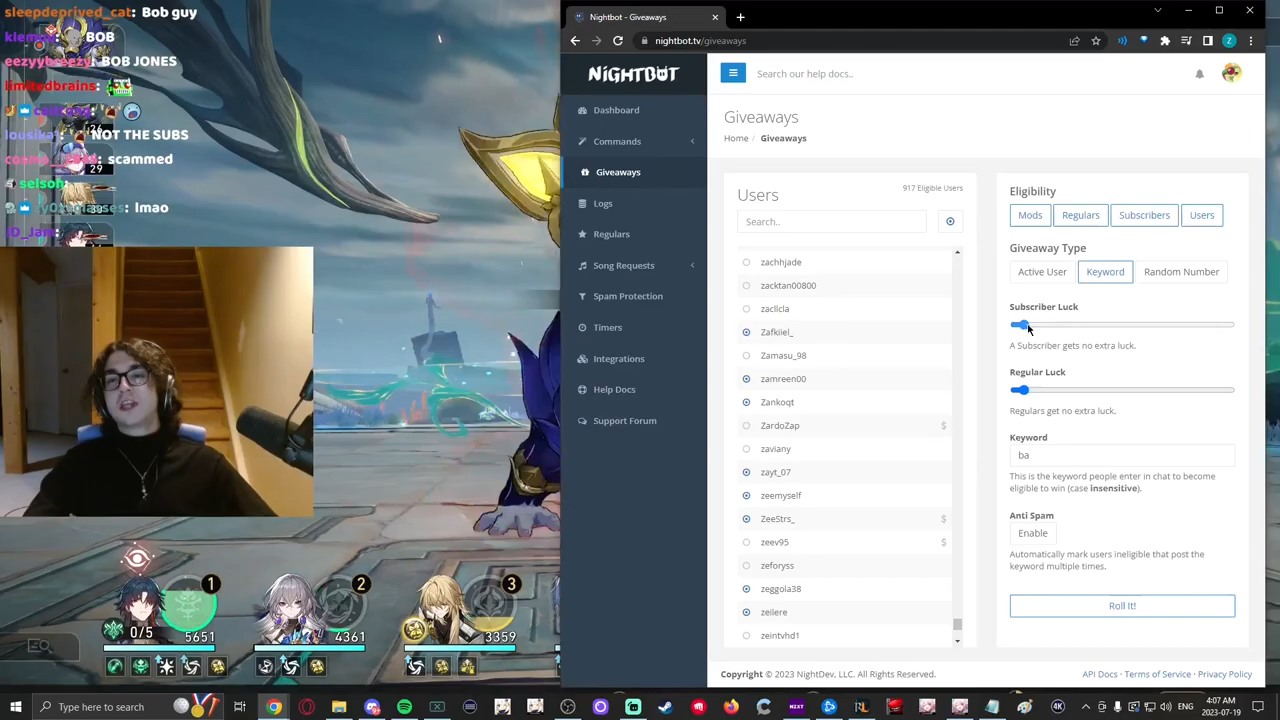 sleepdeprived_cat: Bob guy
BOB
eezyybreezy: BOB JONES
limitedbrains:
NOT THE SUBS
scammed
29
selson:
lmao
nightbot.tv/giveaways
NIGHTBOT
Search our help docs..
Dashboard
Commands
Giveaways
Logs
Regulars
Song Requests
Spam Protection
Timers
Integrations
Help Docs
Support Forum
Giveaways
Home / Giveaways
Users
917 Eligible Users
Search..
zachhjade
zacktan00800
zacllcla
Zafkiiel_
Zamasu_98
zamreen00
Zankoqt
ZardoZap $
zaviany
zayt_07
zeemyself
ZeeStrs_ $
zeev95 $
zeforyss
zeggola38
zeilere
zeintvhd1
Eligibility
Mods Regulars Subscribers Users
Giveaway Type
Active User Keyword Random Number
Subscriber Luck
A Subscriber gets no extra luck.
Regular Luck
Regulars get no extra luck.
Keyword
ba
This is the keyword people enter in chat to become
eligible to win (case insensitive).
Anti Spam
Enable
Automatically mark users ineligible that post the
keyword multiple times.
Roll It!
Copyright © 2023 NightDev, LLC. All Rights Reserved.
API Docs · Terms of Service · Privacy Policy
1 2 3
0/5 5651 4361 3359
Type here to search
4:07 AM
2023-07-19